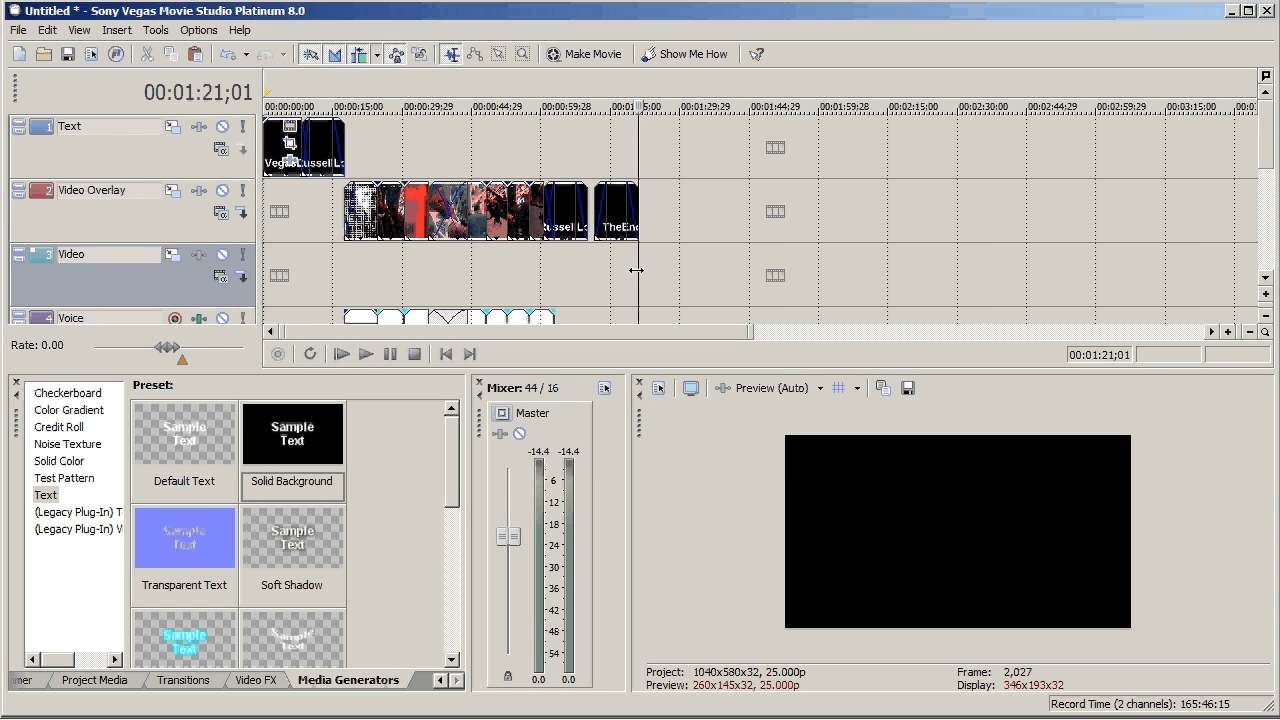 Untitled * - Sony Vegas Movie Studio Platinum 8.0
File Edit View Insert Tools Options Help
Make Movie Show Me How
00:01:21;01
00:00:00:00 00:00:15:00 00:00:29;29 00:00:44;29 00:00:59;28 00:01:29;29 00:01:44;29 00:01:59;28 00:02:15:00 00:02:30;00 00:02:44;29 00:02:59;29 00:03:15:00
1 Text
2 Video Overlay
TheEnd
3 Video
4 Voice
Rate: 0.00
00:01:21;01
Checkerboard
Color Gradient
Credit Roll
Noise Texture
Solid Color
Test Pattern
Text
(Legacy Plug-In) T
(Legacy Plug-In) V
Preset:
Sample Text
Sample Text
Default Text
Solid Background
Sample Text
Sample Text
Transparent Text
Soft Shadow
Sample Text
Sample Text
Project Media Transitions Video FX Media Generators
Mixer: 44 / 16
Master
-14.4 -14.4
6
12
18
24
30
36
42
48
54
0.0 0.0
Preview (Auto)
Project: 1040x580x32, 25.000p
Preview: 260x145x32, 25.000p
Frame: 2,027
Display: 346x193x32
Record Time (2 channels): 165:46:15